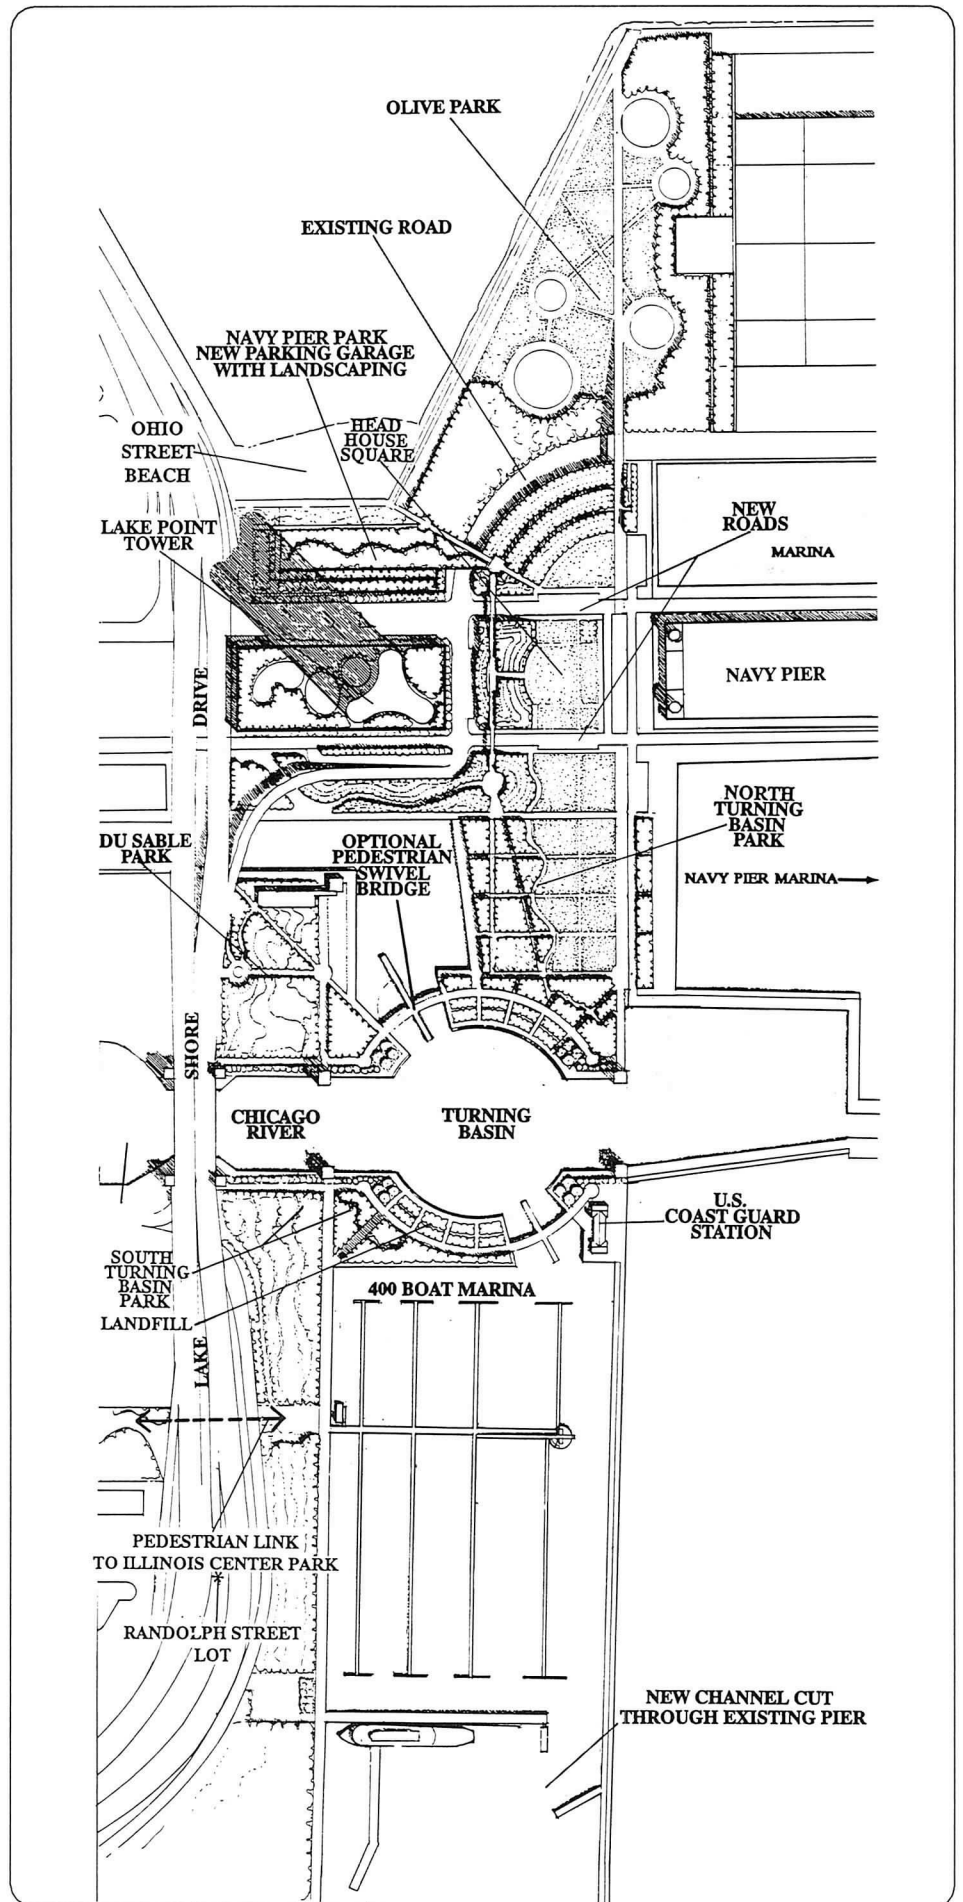 OLIVE PARK
EXISTING ROAD
NAVY PIER PARK
NEW PARKING GARAGE
WITH LANDSCAPING
OHIO
STREET
BEACH
HEAD
HOUSE
SQUARE
LAKE POINT
TOWER
NEW
ROADS
MARINA
NAVY PIER
DRIVE
NORTH
TURNING
BASIN
PARK
DU SABLE
PARK
OPTIONAL
PEDESTRIAN
SWIVEL
BRIDGE
NAVY PIER MARINA
SHORE
CHICAGO
RIVER
TURNING
BASIN
U.S.
COAST GUARD
STATION
SOUTH
TURNING
BASIN
PARK
LANDFILL
400 BOAT MARINA
LAKE
PEDESTRIAN LINK
TO ILLINOIS CENTER PARK
*
RANDOLPH STREET
LOT
NEW CHANNEL CUT
THROUGH EXISTING PIER